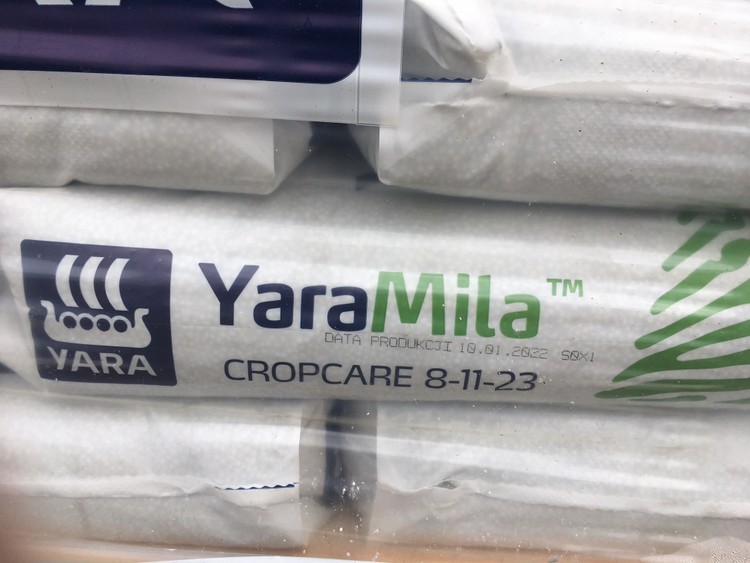 YARA
YaraMila™
DATA PRODUKCJI 10.01.2022 S0X1
CROPCARE 8-11-23